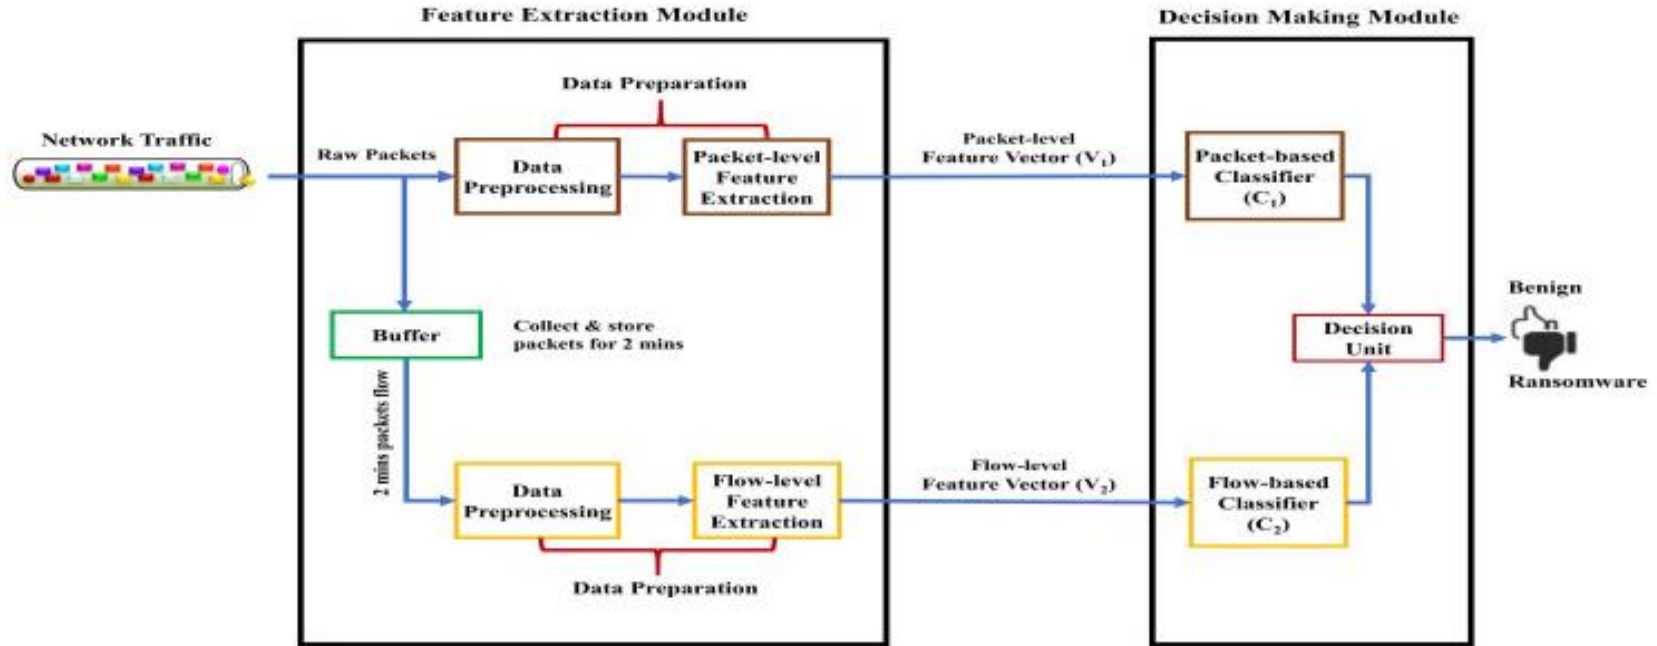 Feature Extraction Module
Decision Making Module
Data Preparation
Network Traffic
Raw Packets
Data
Preprocessing
Packet-level
Feature
Extraction
Packet-level
Feature Vector (V₁)
Packet-based
Classifier
(C₁)
Buffer
Collect & store
packets for 2 mins
2 mins packets flow
Decision
Unit
Benign
Ransomware
Data
Preprocessing
Flow-level
Feature
Extraction
Flow-level
Feature Vector (V₂)
Flow-based
Classifier
(C₂)
Data Preparation